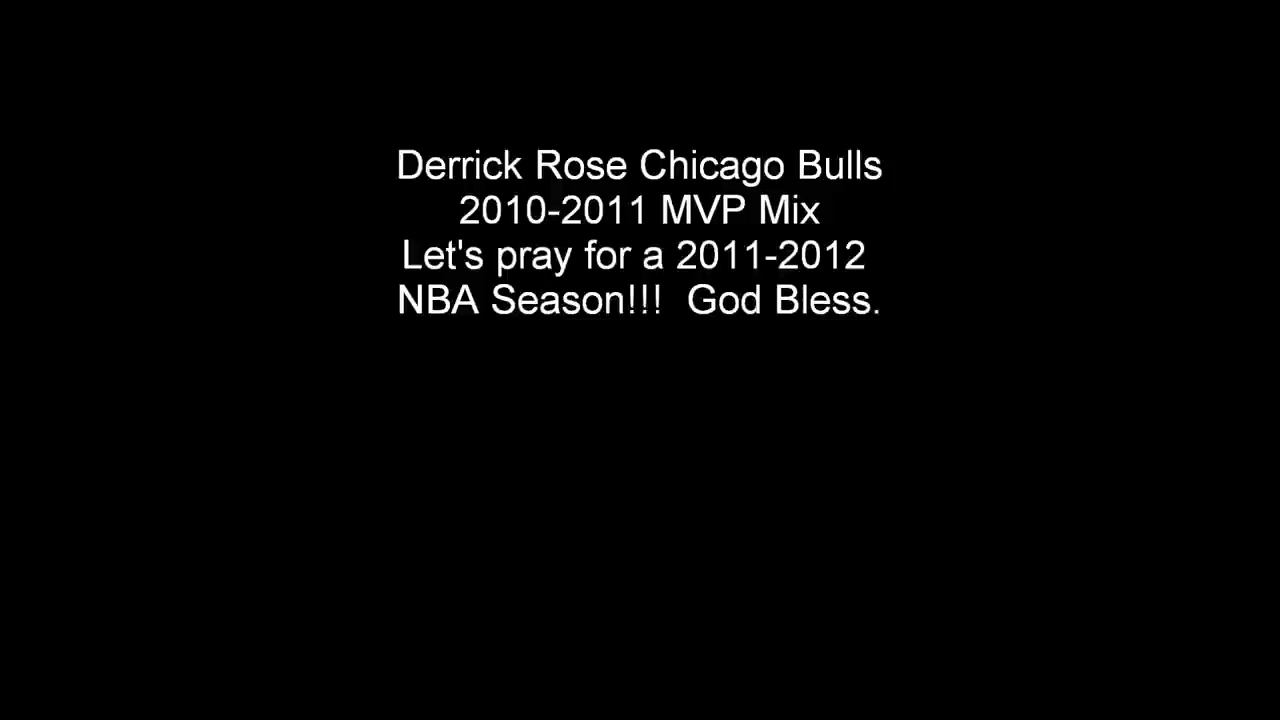 Derrick Rose Chicago Bulls
2010-2011 MVP Mix
Let's pray for a 2011-2012
NBA Season!!!  God Bless.